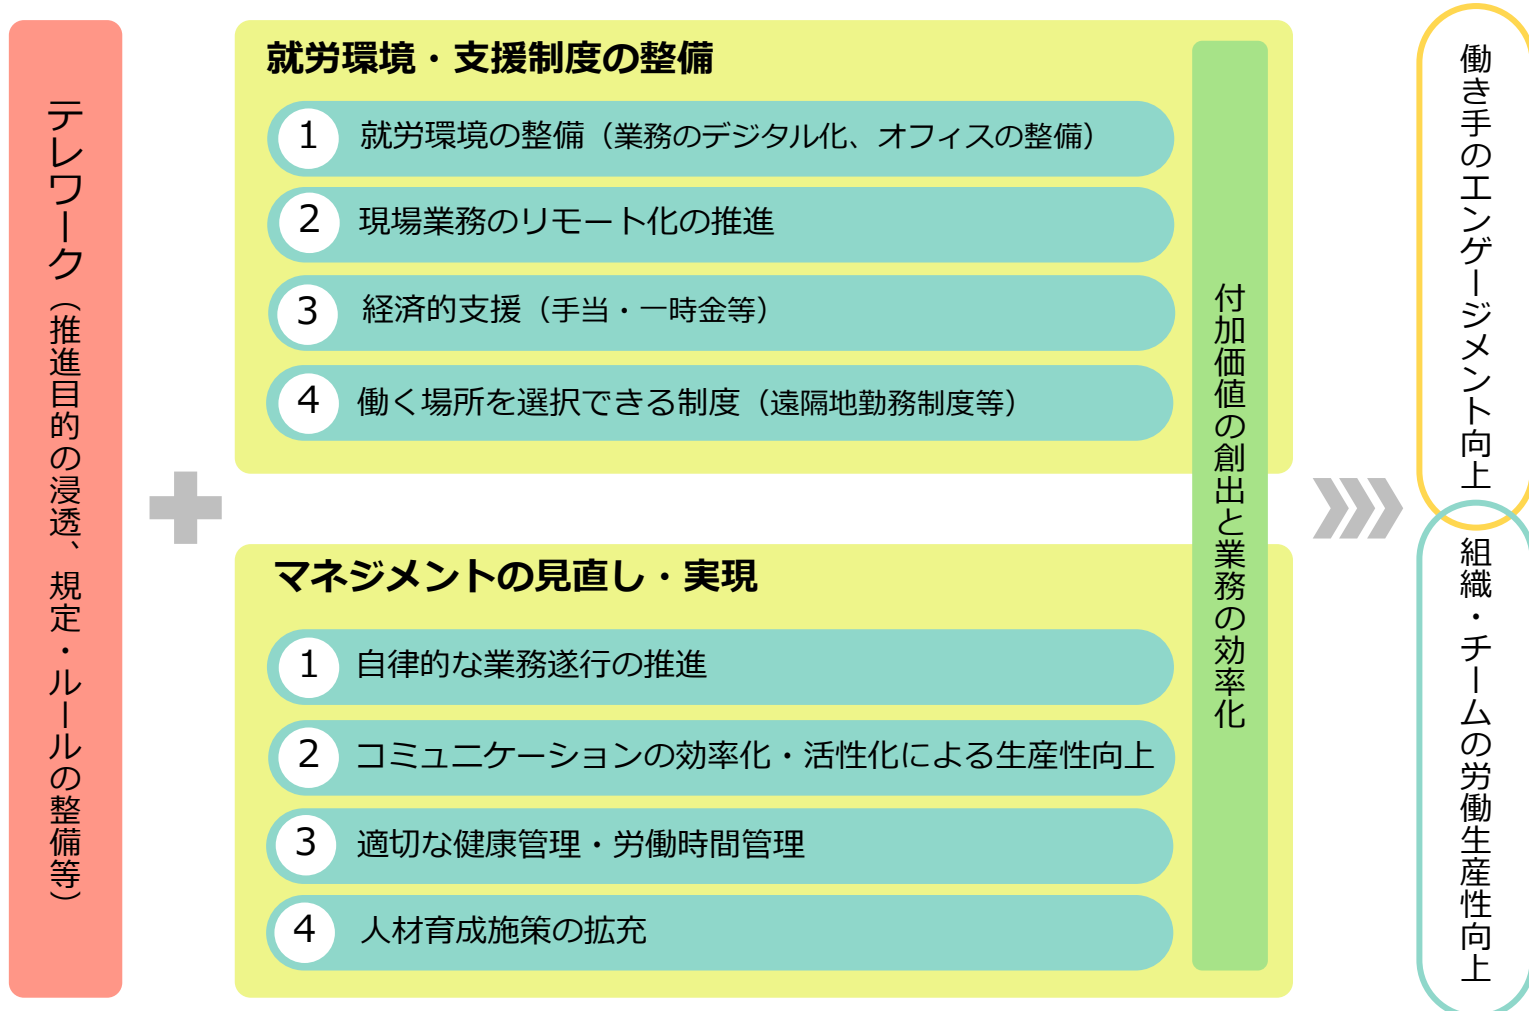 テレワーク（推進目的の浸透、規定・ルールの整備等）
就労環境・支援制度の整備
1 就労環境の整備（業務のデジタル化、オフィスの整備）
2 現場業務のリモート化の推進
3 経済的支援（手当・一時金等）
4 働く場所を選択できる制度（遠隔地勤務制度等）
マネジメントの見直し・実現
1 自律的な業務遂行の推進
2 コミュニケーションの効率化・活性化による生産性向上
3 適切な健康管理・労働時間管理
4 人材育成施策の拡充
付加価値の創出と業務の効率化
働き手のエンゲージメント向上
組織・チームの労働生産性向上